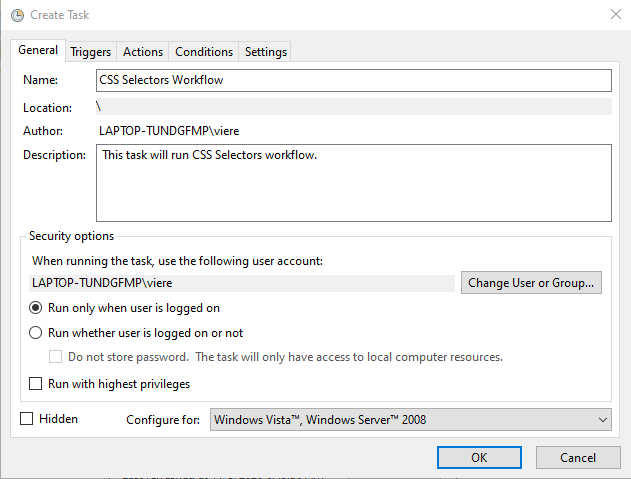 Create Task
General Triggers Actions Conditions Settings
Name: CSS Selectors Workflow
Location: \
Author: LAPTOP-TUNDGFMP\viere
Description: This task will run CSS Selectors workflow.
Security options
When running the task, use the following user account:
LAPTOP-TUNDGFMP\viere Change User or Group...
Run only when user is logged on
Run whether user is logged on or not
Do not store password. The task will only have access to local computer resources.
Run with highest privileges
Hidden Configure for: Windows Vista™, Windows Server™ 2008
OK Cancel